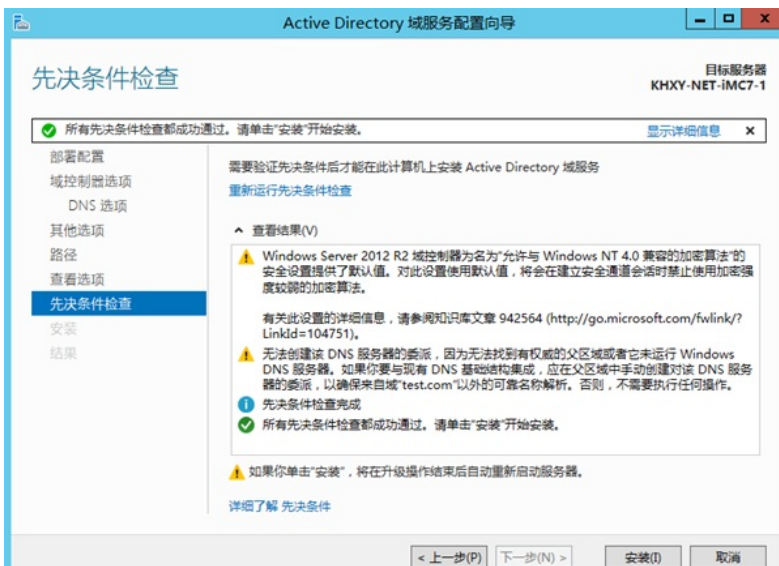 Active Directory 域服务配置向导
先决条件检查
目标服务器
KHXY-NET-iMC7-1
所有先决条件检查都成功通过。请单击"安装"开始安装。
显示详细信息
部署配置
域控制器选项
DNS 选项
其他选项
路径
查看选项
先决条件检查
安装
结果
需要验证先决条件后才能在此计算机上安装 Active Directory 域服务
重新运行先决条件检查
查看结果(V)
Windows Server 2012 R2 域控制器为名为"允许与 Windows NT 4.0 兼容的加密算法"的
安全设置提供了默认值。对此设置使用默认值，将会在建立安全通道会话时禁止使用加密强
度较弱的加密算法。
有关此设置的详细信息，请参阅知识库文章 942564 (http://go.microsoft.com/fwlink/?
LinkId=104751)。
无法创建该 DNS 服务器的委派，因为无法找到有权威的父区域或者它未运行 Windows
DNS 服务器。如果你要与现有 DNS 基础结构集成，应在父区域中手动创建对该 DNS 服务
器的委派，以确保来自域"test.com"以外的可靠名称解析。否则，不需要执行任何操作。
先决条件检查完成
所有先决条件检查都成功通过。请单击"安装"开始安装。
如果你单击"安装"，将在升级操作结束后自动重新启动服务器。
详细了解 先决条件
< 上一步(P)
下一步(N) >
安装(I)
取消